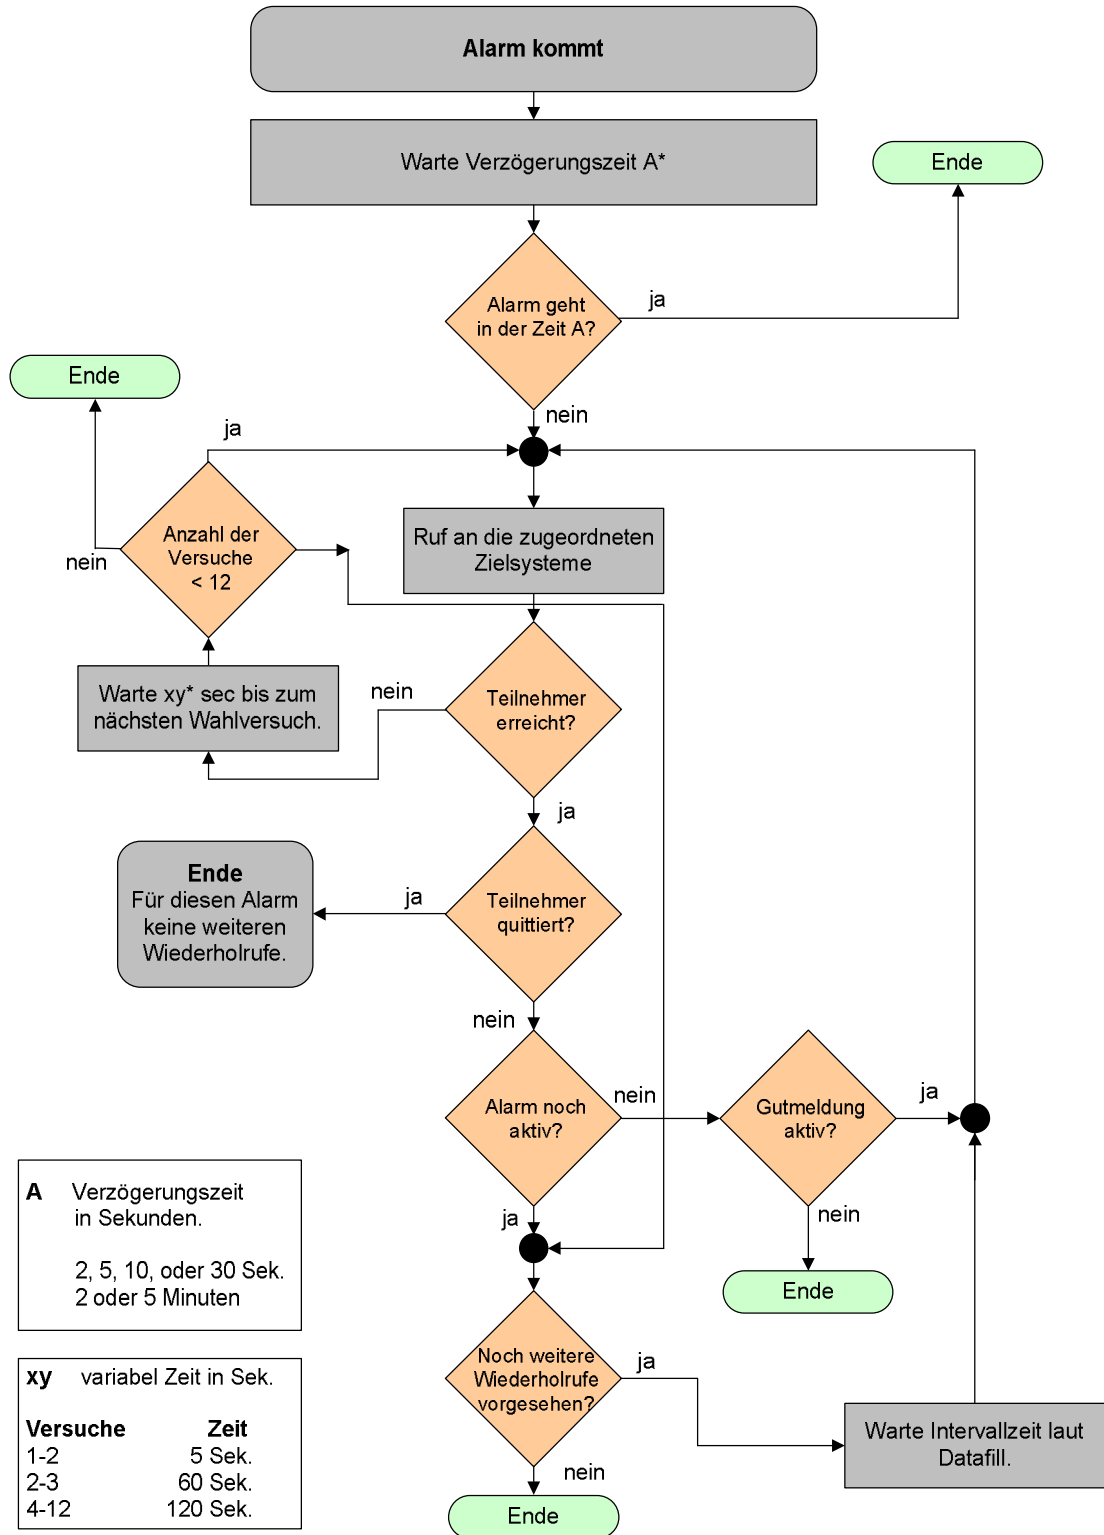 Alarm kommt
Warte Verzögerungszeit A*
Ende
Alarm geht
in der Zeit A?
ja
nein
Ende
ja
Anzahl der
Versuche
< 12
nein
Ruf an die zugeordneten
Zielsysteme
Warte xy* sec bis zum
nächsten Wahlversuch.
nein
Teilnehmer
erreicht?
ja
Ende
Für diesen Alarm
keine weiteren
Wiederholrufe.
ja
Teilnehmer
quittiert?
nein
Alarm noch
aktiv?
nein
Gutmeldung
aktiv?
ja
nein
Ende
ja
A Verzögerungszeit
in Sekunden.
2, 5, 10, oder 30 Sek.
2 oder 5 Minuten
Noch weitere
Wiederholrufe
vorgesehen?
ja
Warte Intervallzeit laut
Datafill.
nein
Ende
xy variabel Zeit in Sek.
Versuche Zeit
1-2 5 Sek.
2-3 60 Sek.
4-12 120 Sek.